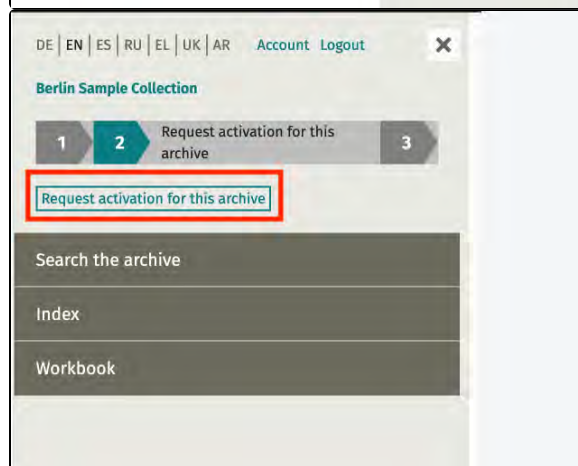 DE | EN | ES | RU | EL | UK | AR Account Logout ×
Berlin Sample Collection
1 2 Request activation for this
archive 3
Request activation for this archive
Search the archive
Index
Workbook